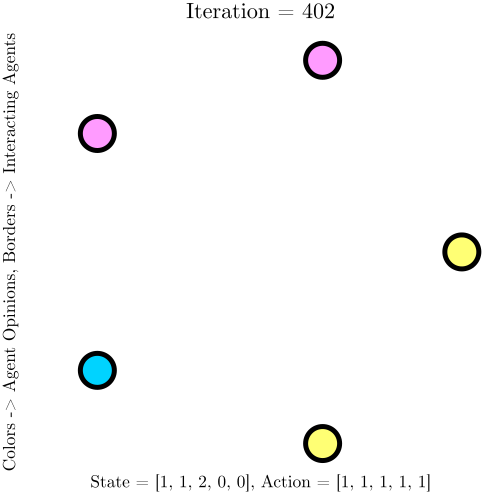 Iteration = 402
Colors -> Agent Opinions, Borders -> Interacting Agents
State = [1, 1, 2, 0, 0], Action = [1, 1, 1, 1, 1]